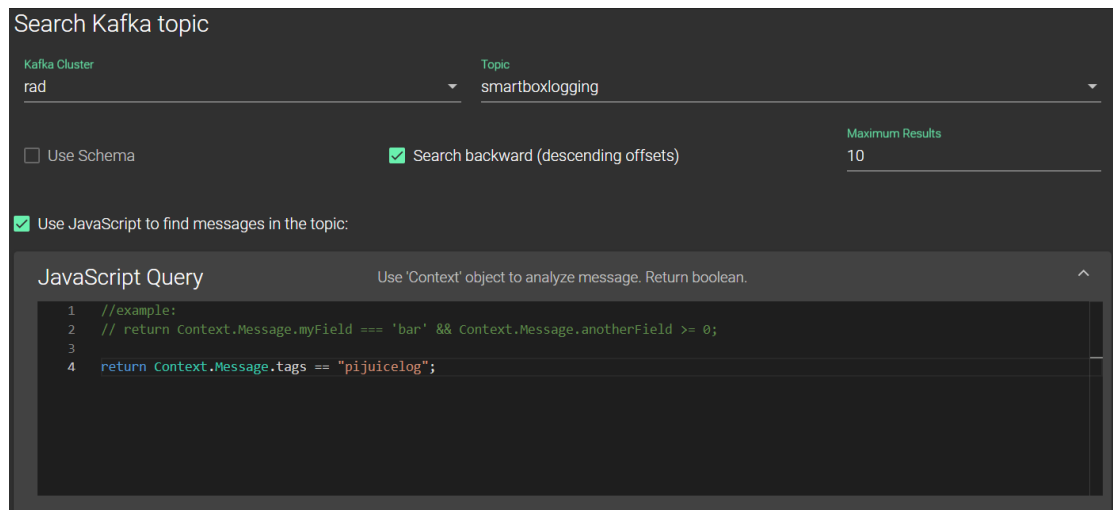 Search Kafka topic
Kafka Cluster
rad
Topic
smartboxlogging
Use Schema
Search backward (descending offsets)
Maximum Results
10
Use JavaScript to find messages in the topic:
JavaScript Query
Use 'Context' object to analyze message. Return boolean.
1 //example:
2 // return Context.Message.myField === 'bar' && Context.Message.anotherField >= 0;
3
4 return Context.Message.tags == "pijuicelog";